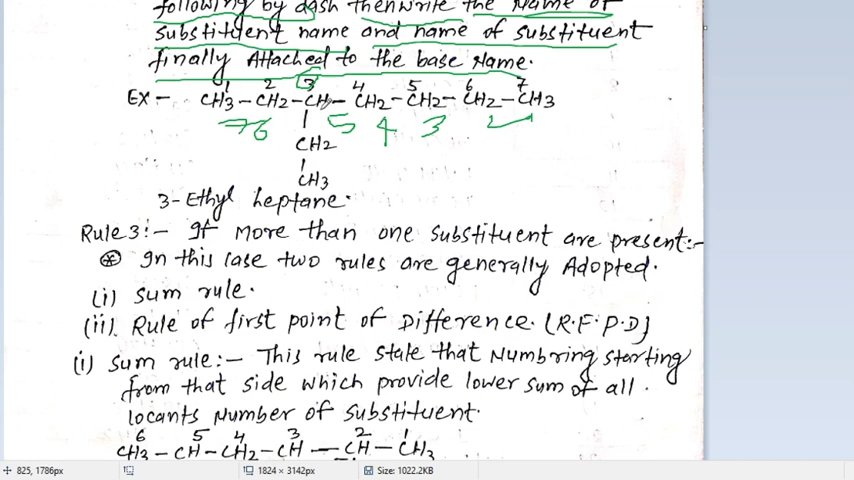 following by dash then write the Name of
substituent name and name of substituent
finally Attached to the base Name.
1 2 3 4 5 6 7
EX - CH3 - CH2 - CH - CH2 - CH2 - CH2 - CH3
7 6 5 4 3 2 1
CH2
CH3
3-Ethyl heptane.
Rule 3:- If more than one substituent are present:-
⊛ In this case two rules are generally Adopted.
(i) sum rule.
(ii). Rule of first point of Difference. (R.F.P.D)
(i) sum rule:- This rule state that Numbring starting
from that side which provide lower sum of all.
locants Number of substituent.
6 5 4 3 2 1
CH3 - CH - CH2 - CH - CH - CH3
825, 1786px 1824 × 3142px Size: 1022.2KB